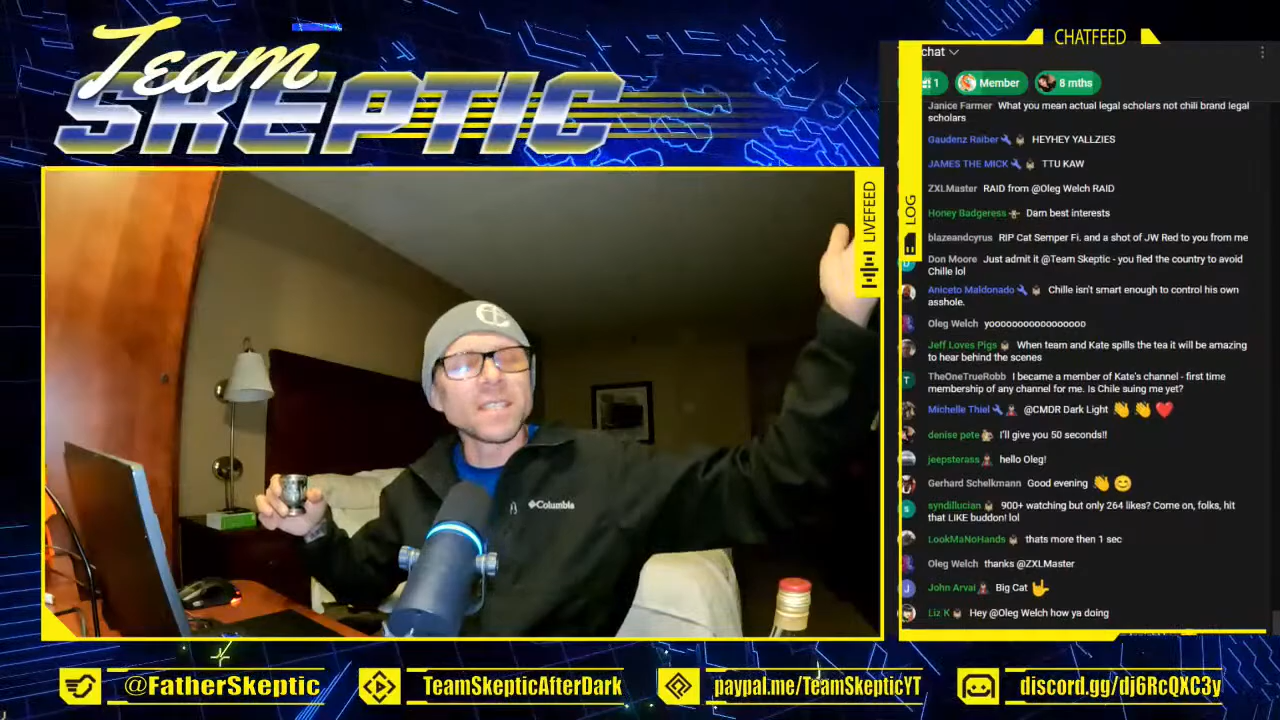 Team
SKEPTIC
CHATFEED
chat
1
Member
8 mths
LIVEFEED
LOG
Janice Farmer What you mean actual legal scholars not chili brand legal
scholars
Gaudenz Raiber HEYHEY YALLZIES
JAMES THE MICK TTU KAW
ZXLMaster RAID from @Oleg Welch RAID
Honey Badgeress Darn best interests
blazeandcyrus RIP Cat Semper Fi. and a shot of JW Red to you from me
Don Moore Just admit it @Team Skeptic - you fled the country to avoid
Chille lol
Aniceto Maldonado Chille isn't smart enough to control his own
asshole.
Oleg Welch yoooooooooooooooo
Jeff Loves Pigs When team and Kate spills the tea it will be amazing
to hear behind the scenes
TheOneTrueRobb I became a member of Kate's channel - first time
membership of any channel for me. Is Chile suing me yet?
Michelle Thiel @CMDR Dark Light 👋 👋 ❤️
denise pete I'll give you 50 seconds!!
jeepsterass hello Oleg!
Gerhard Schelkmann Good evening 👋 😊
syndillucian 900+ watching but only 264 likes? Come on, folks, hit
that LIKE buddon! lol
LookMaNoHands thats more then 1 sec
Oleg Welch thanks @ZXLMaster
John Arvai Big Cat
Liz K Hey @Oleg Welch how ya doing
Columbia
@FatherSkeptic
TeamSkepticAfterDark
paypal.me/TeamSkepticYT
discord.gg/dj6RcQXC3y